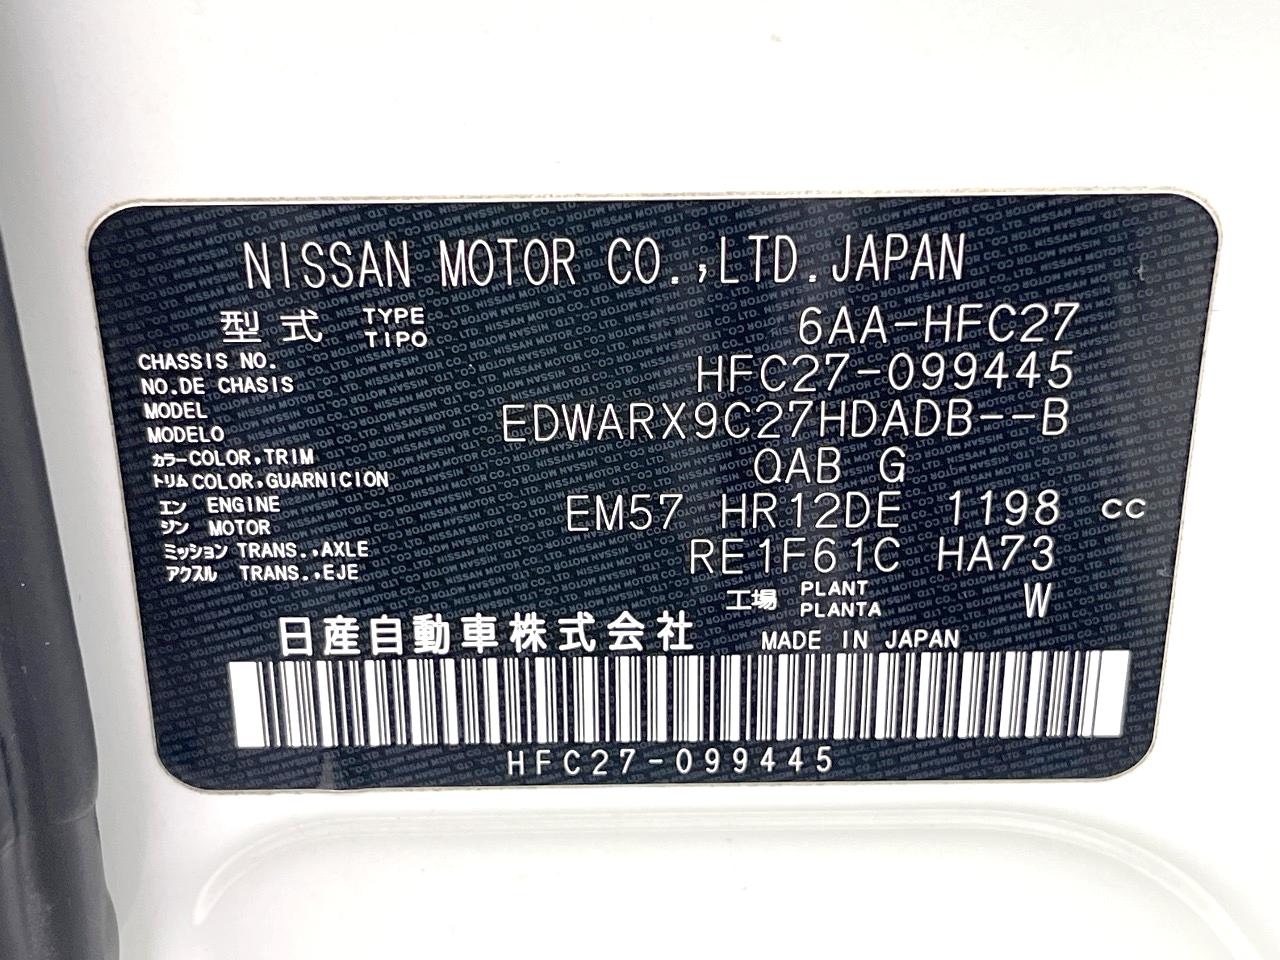 NISSAN MOTOR CO.,LTD.JAPAN
型式 TYPE TIPO 6AA-HFC27
CHASSIS NO.
NO.DE CHASIS HFC27-099445
MODEL
MODELO EDWARX9C27HDADB--B
カラー COLOR,TRIM
トリム COLOR,GUARNICION QAB G
エン ENGINE
ジン MOTOR EM57 HR12DE 1198 cc
ミッション TRANS.,AXLE
アクスル TRANS.,EJE RE1F61C HA73
工場 PLANT PLANTA W
日産自動車株式会社 MADE IN JAPAN
HFC27-099445